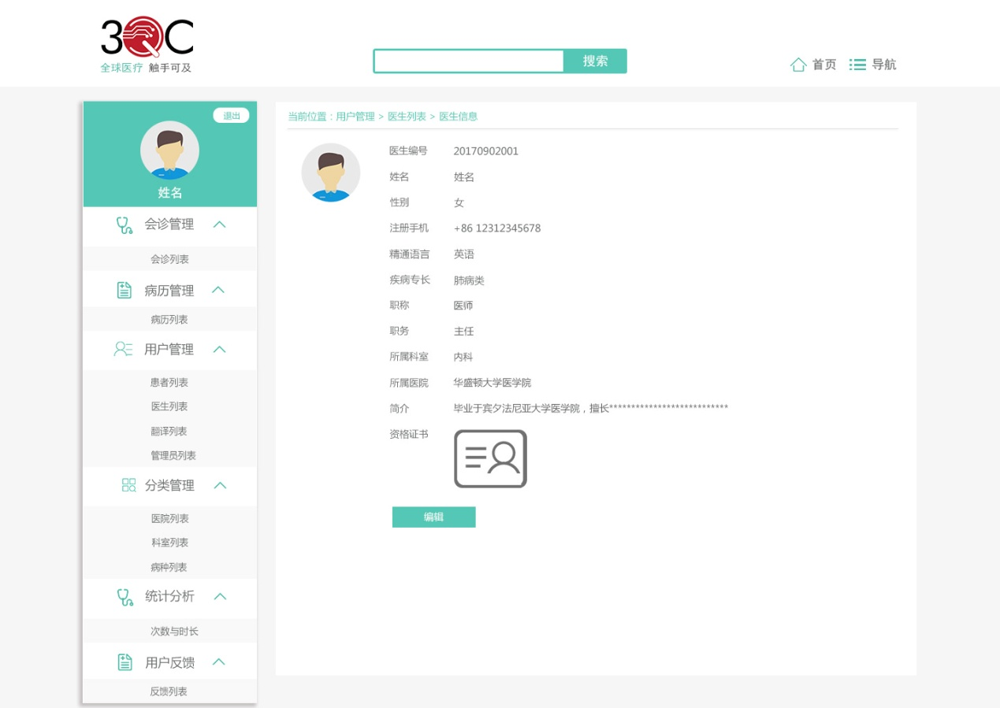 3QC
全球医疗 触手可及
搜索
首页 导航
退出
姓名
会诊管理
会诊列表
病历管理
病历列表
用户管理
患者列表
医生列表
翻译列表
管理员列表
分类管理
医院列表
科室列表
病种列表
统计分析
次数与时长
用户反馈
反馈列表
当前位置：用户管理 > 医生列表 > 医生信息
医生编号 20170902001
姓名 姓名
性别 女
注册手机 +86 12312345678
精通语言 英语
疾病专长 肺病类
职称 医师
职务 主任
所属科室 内科
所属医院 华盛顿大学医学院
简介 毕业于宾夕法尼亚大学医学院，擅长***************************
资格证书
编辑